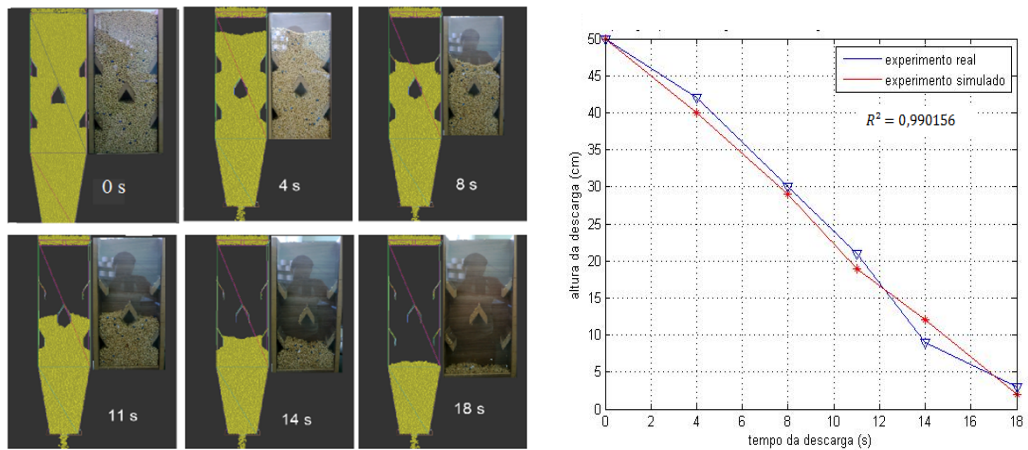 0 s
4 s
8 s
11 s
14 s
18 s
experimento real
experimento simulado
R² = 0,990156
altura da descarga (cm)
50
45
40
35
30
25
20
15
10
5
0
0 2 4 6 8 10 12 14 16 18
tempo da descarga (s)